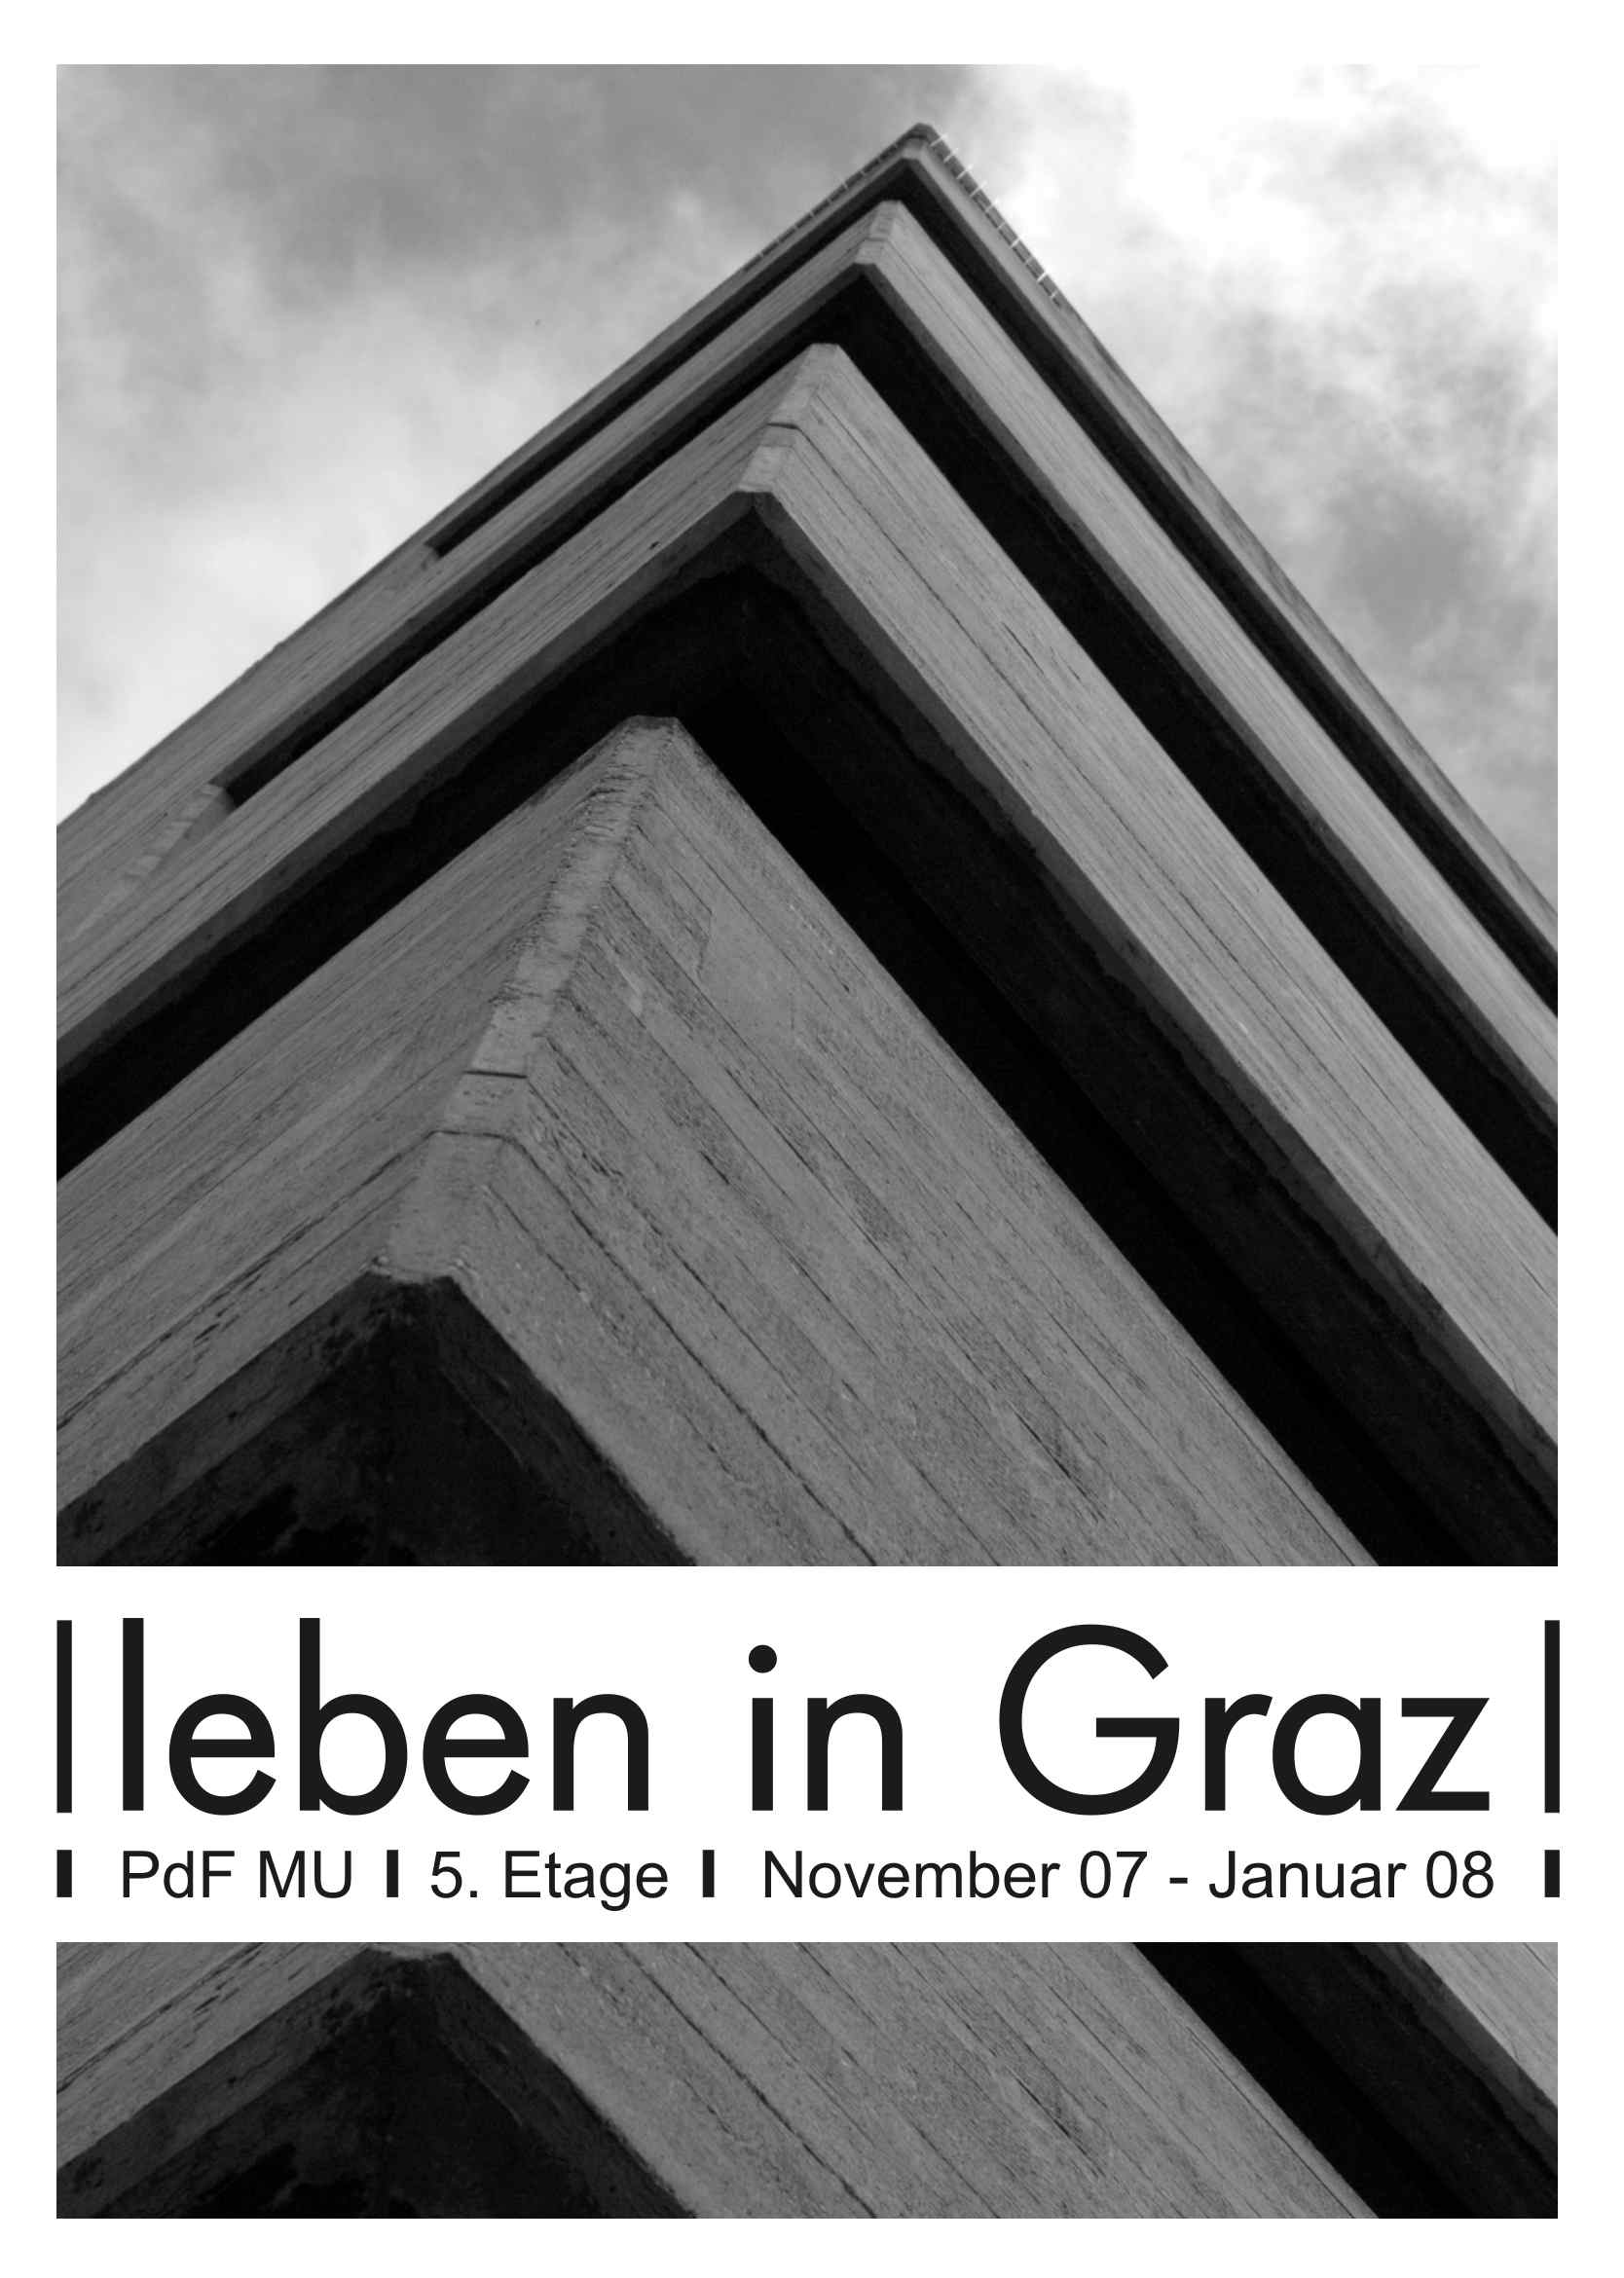 leben in Graz
PdF MU | 5. Etage | November 07 - Januar 08